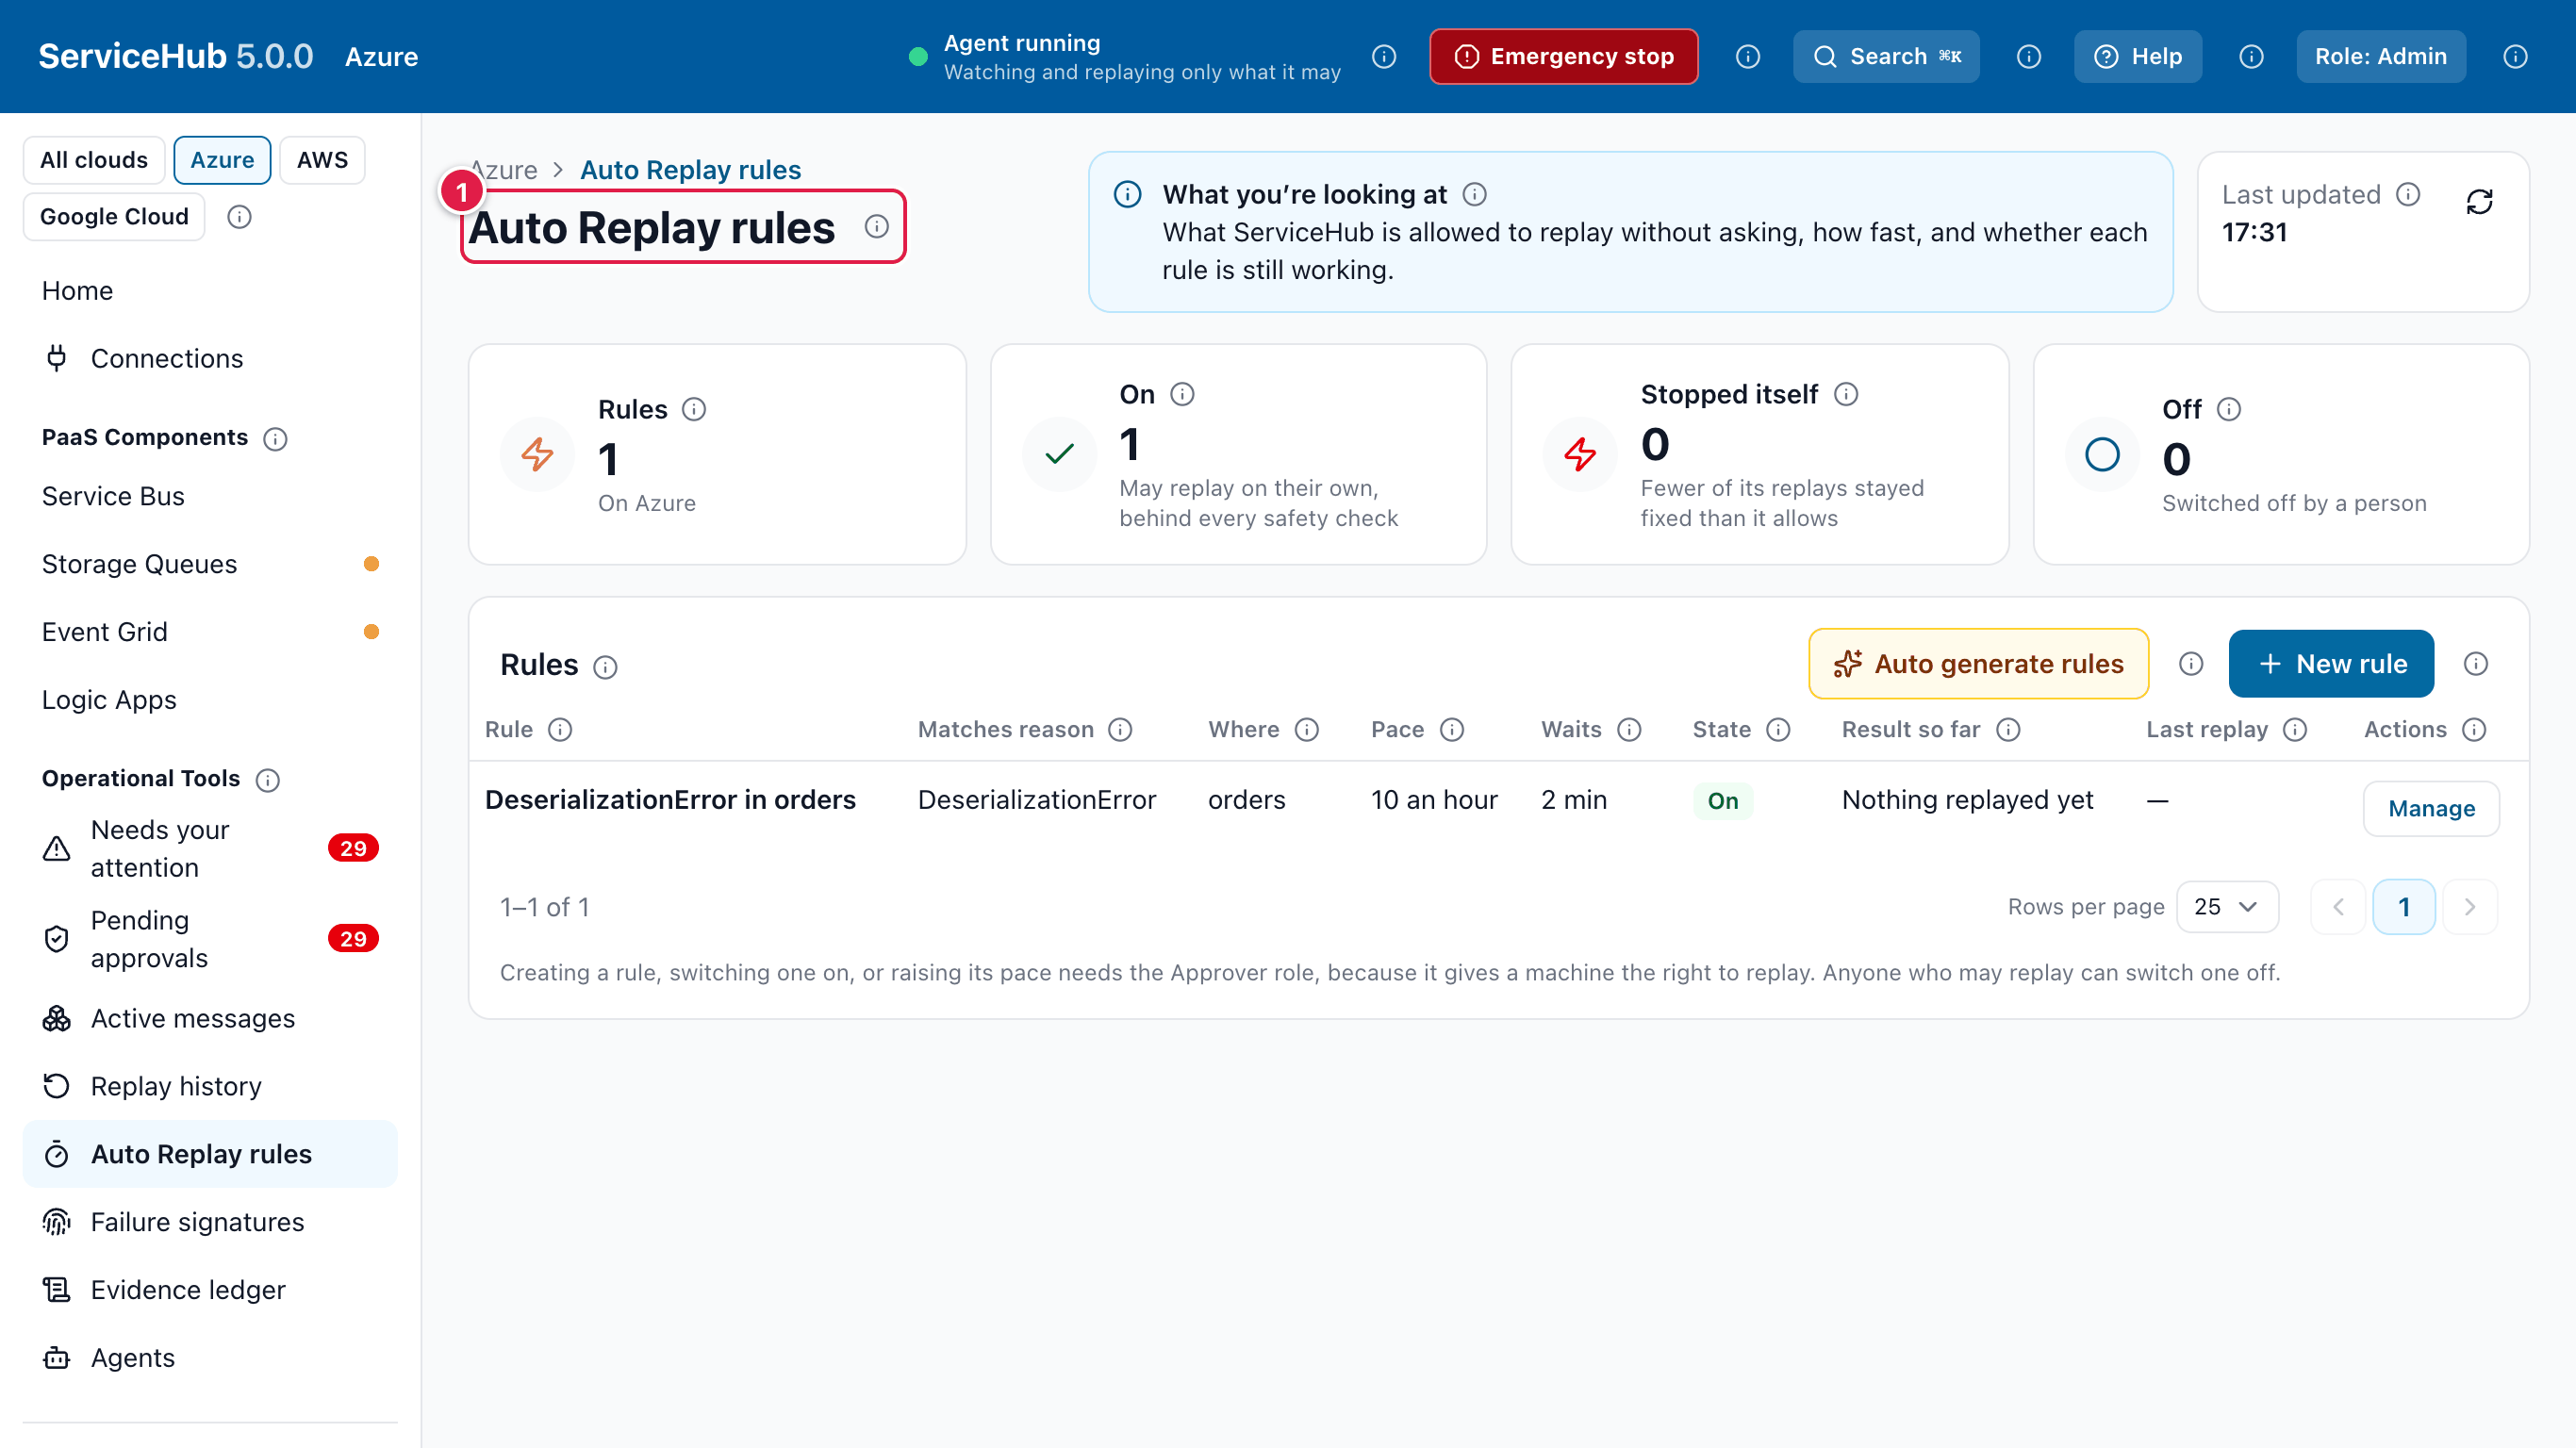 ServiceHub 5.0.0 Azure
Agent running
Watching and replaying only what it may
Emergency stop
Search ⌘K
Help
Role: Admin
All clouds
Azure
AWS
Google Cloud
Home
Connections
PaaS Components
Service Bus
Storage Queues
Event Grid
Logic Apps
Operational Tools
Needs your
attention
29
Pending
approvals
29
Active messages
Replay history
Auto Replay rules
Failure signatures
Evidence ledger
Agents
Azure > Auto Replay rules
1
Auto Replay rules
What you’re looking at
What ServiceHub is allowed to replay without asking, how fast, and whether each
rule is still working.
Last updated
17:31
Rules
1
On Azure
On
1
May replay on their own,
behind every safety check
Stopped itself
0
Fewer of its replays stayed
fixed than it allows
Off
0
Switched off by a person
Rules
Auto generate rules
+ New rule
Rule Matches reason Where Pace Waits State Result so far Last replay Actions
DeserializationError in orders DeserializationError orders 10 an hour 2 min On Nothing replayed yet — Manage
1–1 of 1
Rows per page 25
1
Creating a rule, switching one on, or raising its pace needs the Approver role, because it gives a machine the right to replay. Anyone who may replay can switch one off.